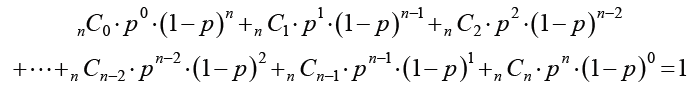 ₙC₀·p⁰·(1−p)ⁿ+ₙC₁·p¹·(1−p)ⁿ⁻¹+ₙC₂·p²·(1−p)ⁿ⁻²
+⋯+ₙCₙ₋₂·pⁿ⁻²·(1−p)²+ₙCₙ₋₁·pⁿ⁻¹·(1−p)¹+ₙCₙ·pⁿ·(1−p)⁰=1